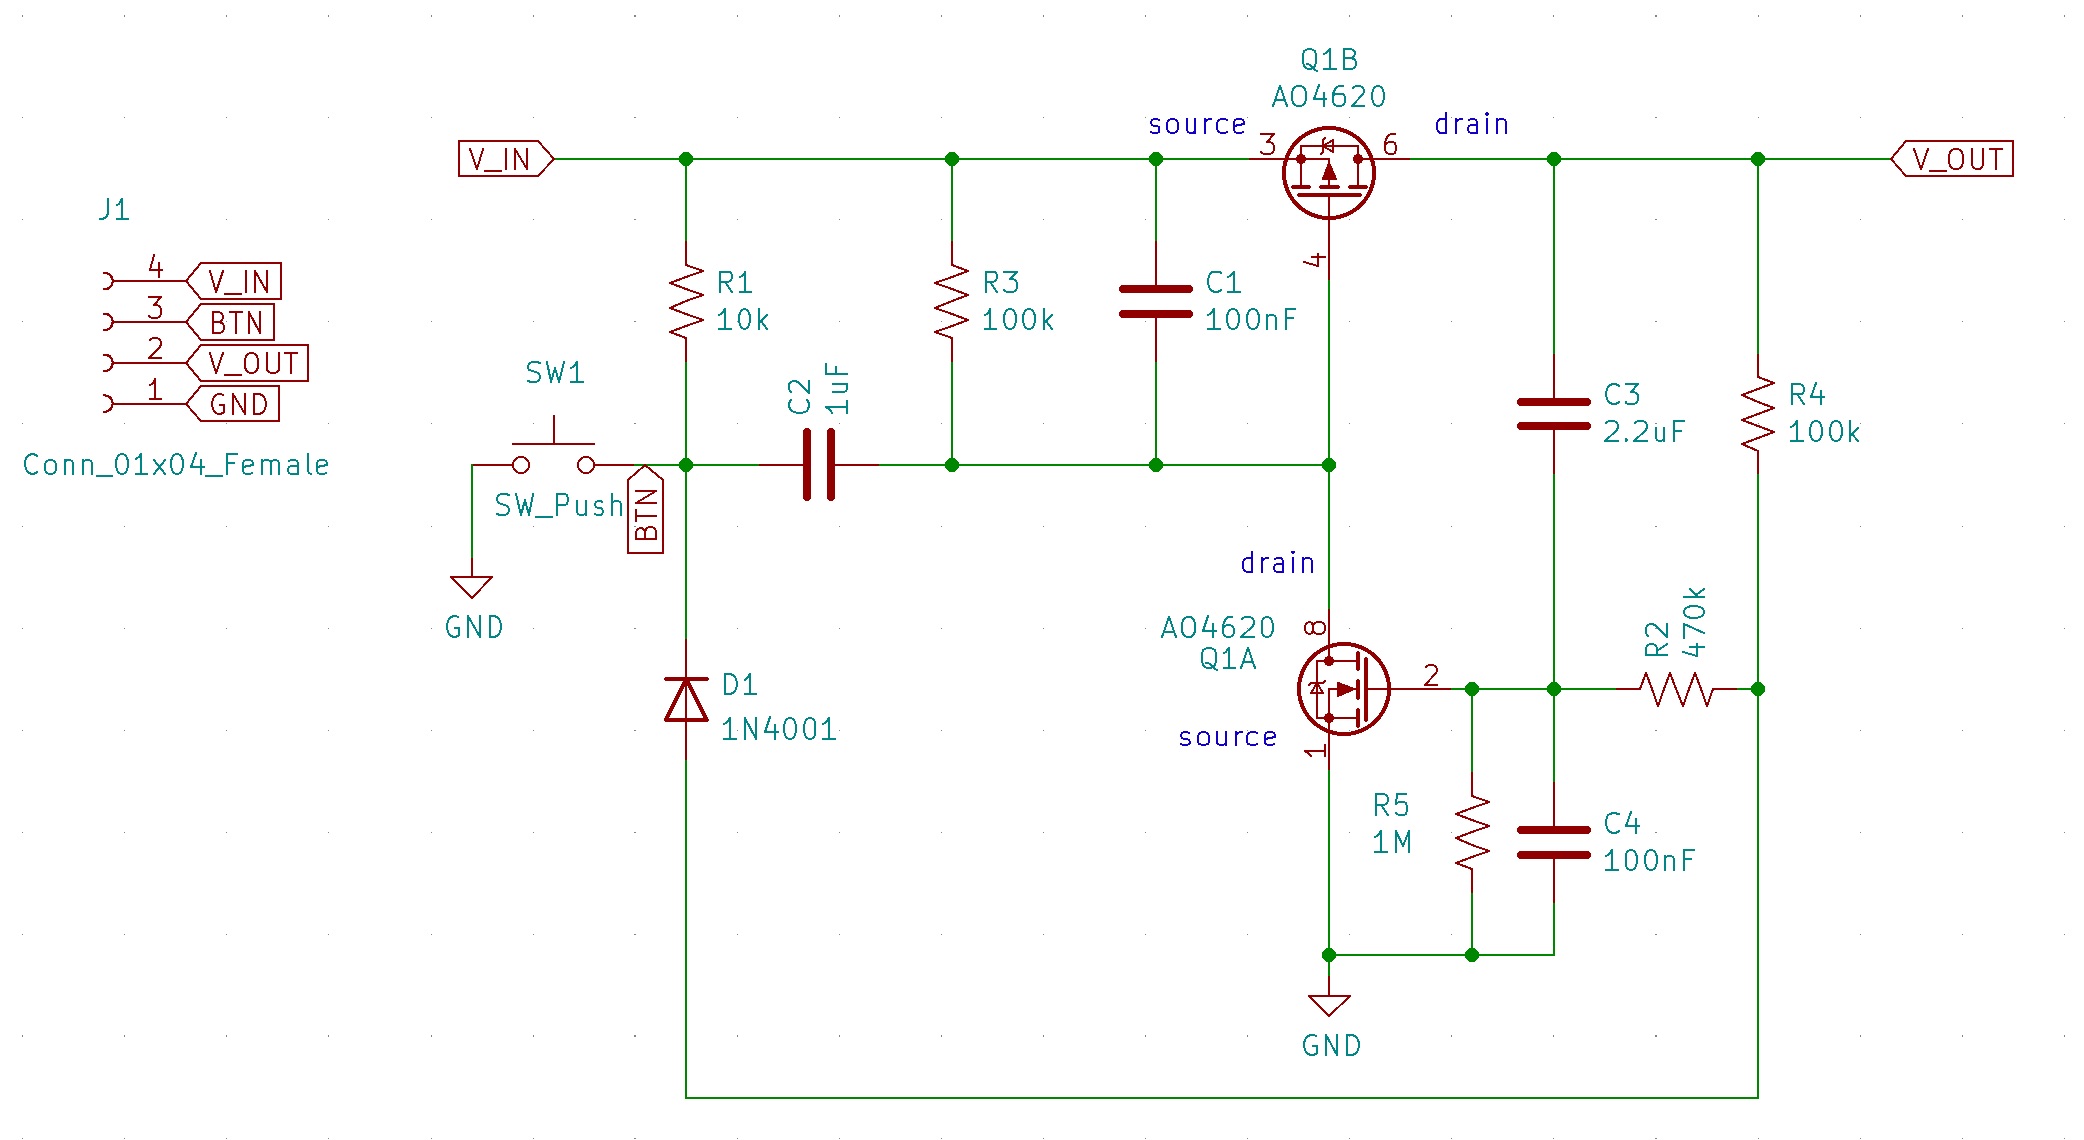 Q1B
AO4620
source
3
6
drain
V_IN
V_OUT
J1
4
V_IN
3
BTN
2
V_OUT
1
GND
Conn_01x04_Female
R1
10k
R3
100k
C1
100nF
4
SW1
C2
1uF
SW_Push
BTN
GND
C3
2.2uF
R4
100k
drain
AO4620
Q1A
8
2
source
1
R2
470k
D1
1N4001
R5
1M
C4
100nF
GND